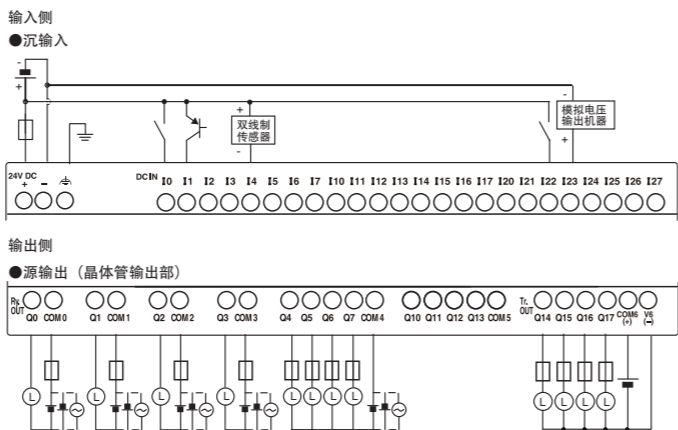 输入侧
●沉输入
-
+
+
双线制
传感器
-
-
模拟电压
输出机器
+
24V DC
+ −
DC IN I0 I1 I2 I3 I4 I5 I6 I7 I10 I11 I12 I13 I14 I15 I16 I17 I20 I21 I22 I23 I24 I25 I26 I27
输出侧
●源输出（晶体管输出部）
Ry. OUT
Q0 COM0 Q1 COM1 Q2 COM2 Q3 COM3 Q4 Q5 Q6 Q7 COM4 Q10 Q11 Q12 Q13 COM5
Tr. OUT
Q14 Q15 Q16 Q17 COM6 (+) V6 (−)
L L L L L L L L L L L L